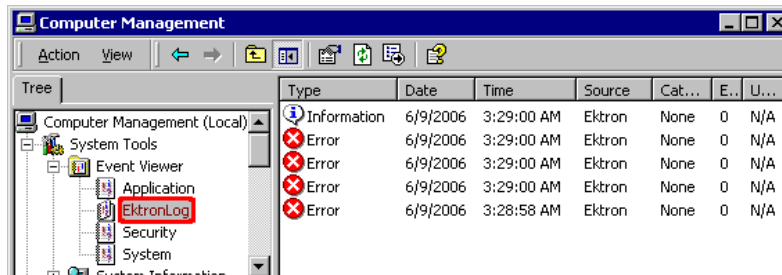 Computer Management
Action View
Tree
Computer Management (Local)
System Tools
Event Viewer
Application
EktronLog
Security
System
System Information
Type Date Time Source Cat... E.. U...
Information 6/9/2006 3:29:00 AM Ektron None 0 N/A
Error 6/9/2006 3:29:00 AM Ektron None 0 N/A
Error 6/9/2006 3:29:00 AM Ektron None 0 N/A
Error 6/9/2006 3:29:00 AM Ektron None 0 N/A
Error 6/9/2006 3:28:58 AM Ektron None 0 N/A